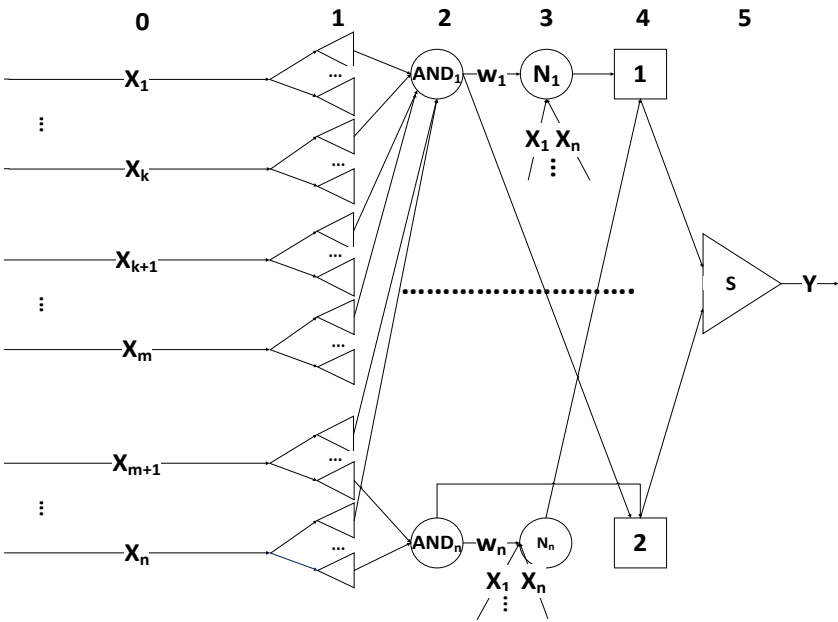 0 1 2 3 4 5
X1 ... AND1 w1 N1 1
...
X1 Xn
Xk ...
Xk+1 ...
S Y
Xm ...
Xm+1 ...
Xn ... ANDn wn Nn 2
X1 Xn